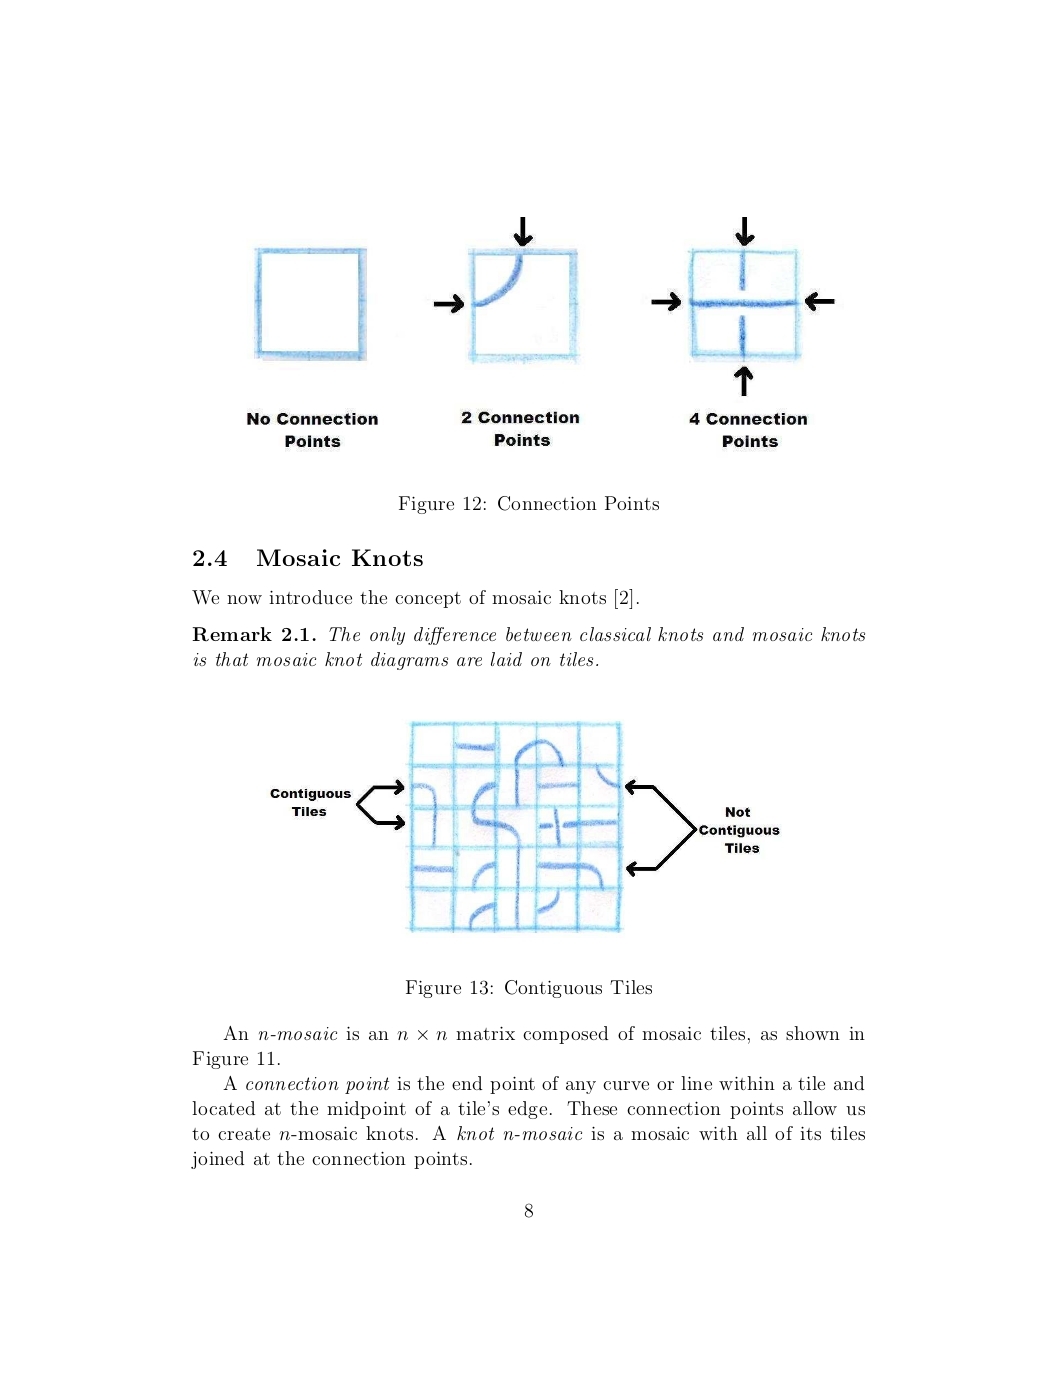 No Connection
Points
2 Connection
Points
4 Connection
Points
Figure 12: Connection Points
2.4 Mosaic Knots
We now introduce the concept of mosaic knots [2].
Remark 2.1. The only difference between classical knots and mosaic knots
is that mosaic knot diagrams are laid on tiles.
Contiguous
Tiles
Not
Contiguous
Tiles
Figure 13: Contiguous Tiles
An n-mosaic is an n × n matrix composed of mosaic tiles, as shown in
Figure 11.
A connection point is the end point of any curve or line within a tile and
located at the midpoint of a tile's edge. These connection points allow us
to create n-mosaic knots. A knot n-mosaic is a mosaic with all of its tiles
joined at the connection points.
8